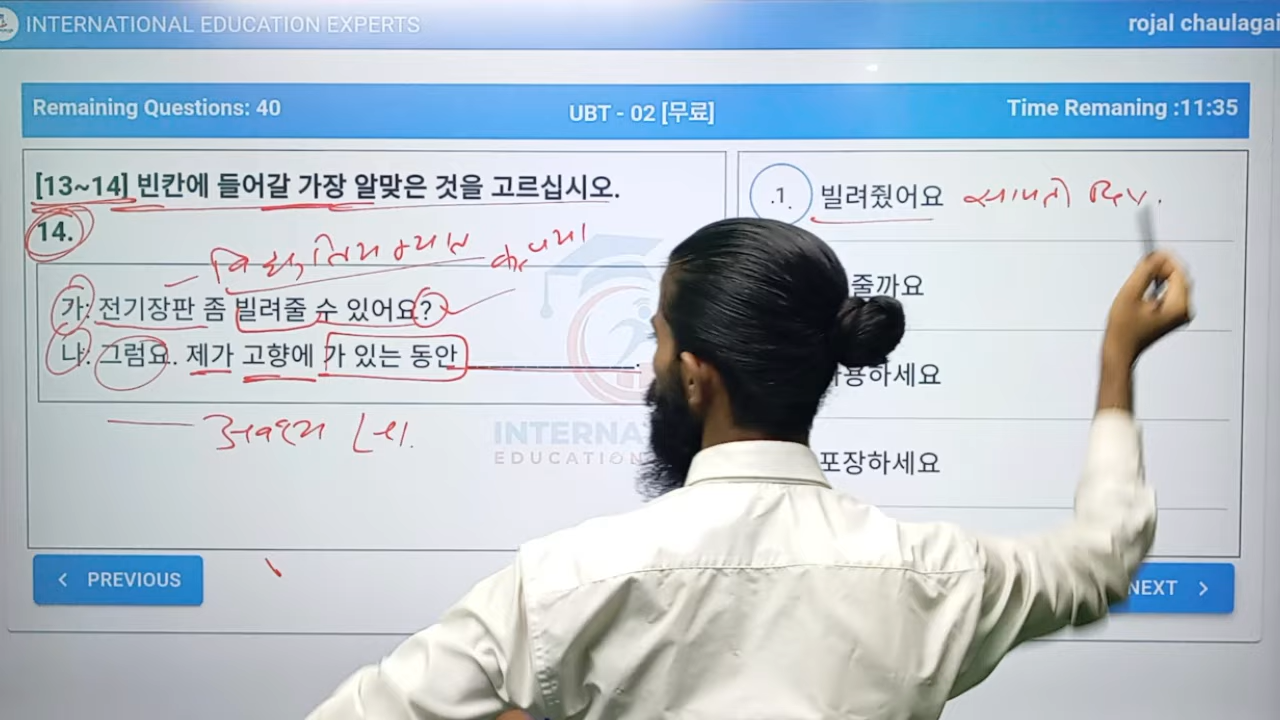 INTERNATIONAL EDUCATION EXPERTS
rojal chaulagai
Remaining Questions: 40
UBT - 02 [무료]
Time Remaning :11:35
[13~14] 빈칸에 들어갈 가장 알맞은 것을 고르십시오.
14.
가: 전기장판 좀 빌려줄 수 있어요?
나: 그럼요. 제가 고향에 가 있는 동안
INTERNA
EDUCATION
.1. 빌려줬어요
줄까요
용하세요
포장하세요
PREVIOUS
NEXT